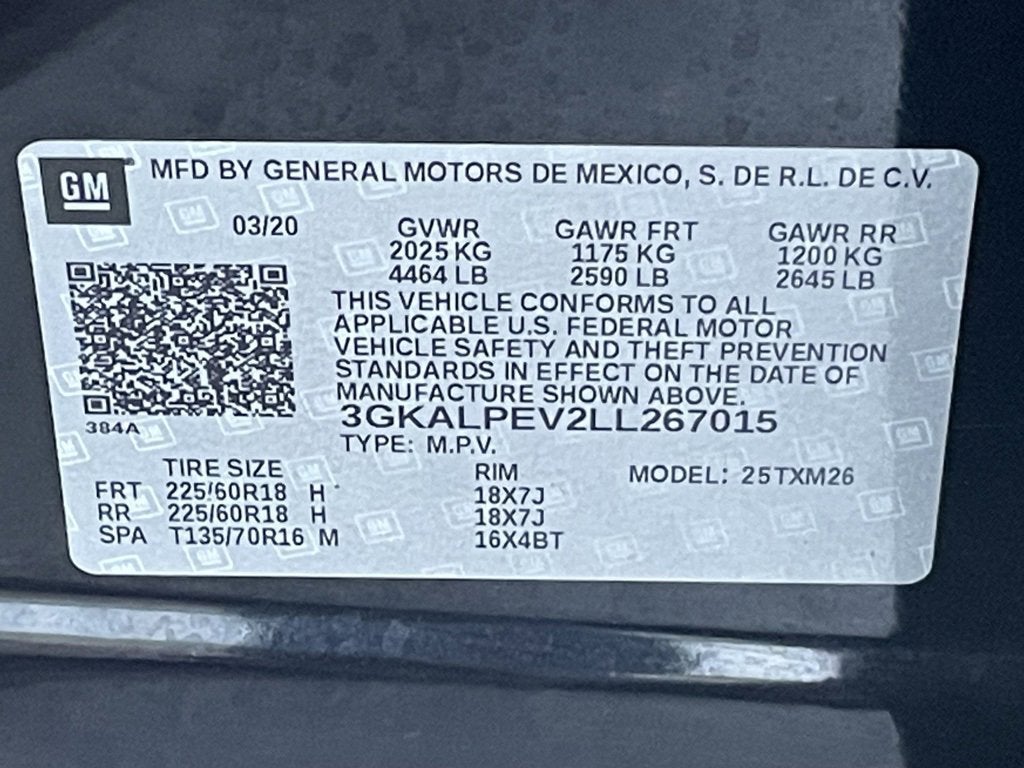 GM MFD BY GENERAL MOTORS DE MEXICO, S. DE R.L. DE C.V.
03/20 GVWR GAWR FRT GAWR RR
2025 KG 1175 KG 1200 KG
4464 LB 2590 LB 2645 LB
THIS VEHICLE CONFORMS TO ALL
APPLICABLE U.S. FEDERAL MOTOR
VEHICLE SAFETY AND THEFT PREVENTION
STANDARDS IN EFFECT ON THE DATE OF
MANUFACTURE SHOWN ABOVE.
3GKALPEV2LL267015
384A
TYPE: M.P.V.
TIRE SIZE RIM MODEL: 25TXM26
FRT 225/60R18 H 18X7J
RR 225/60R18 H 18X7J
SPA T135/70R16 M 16X4BT